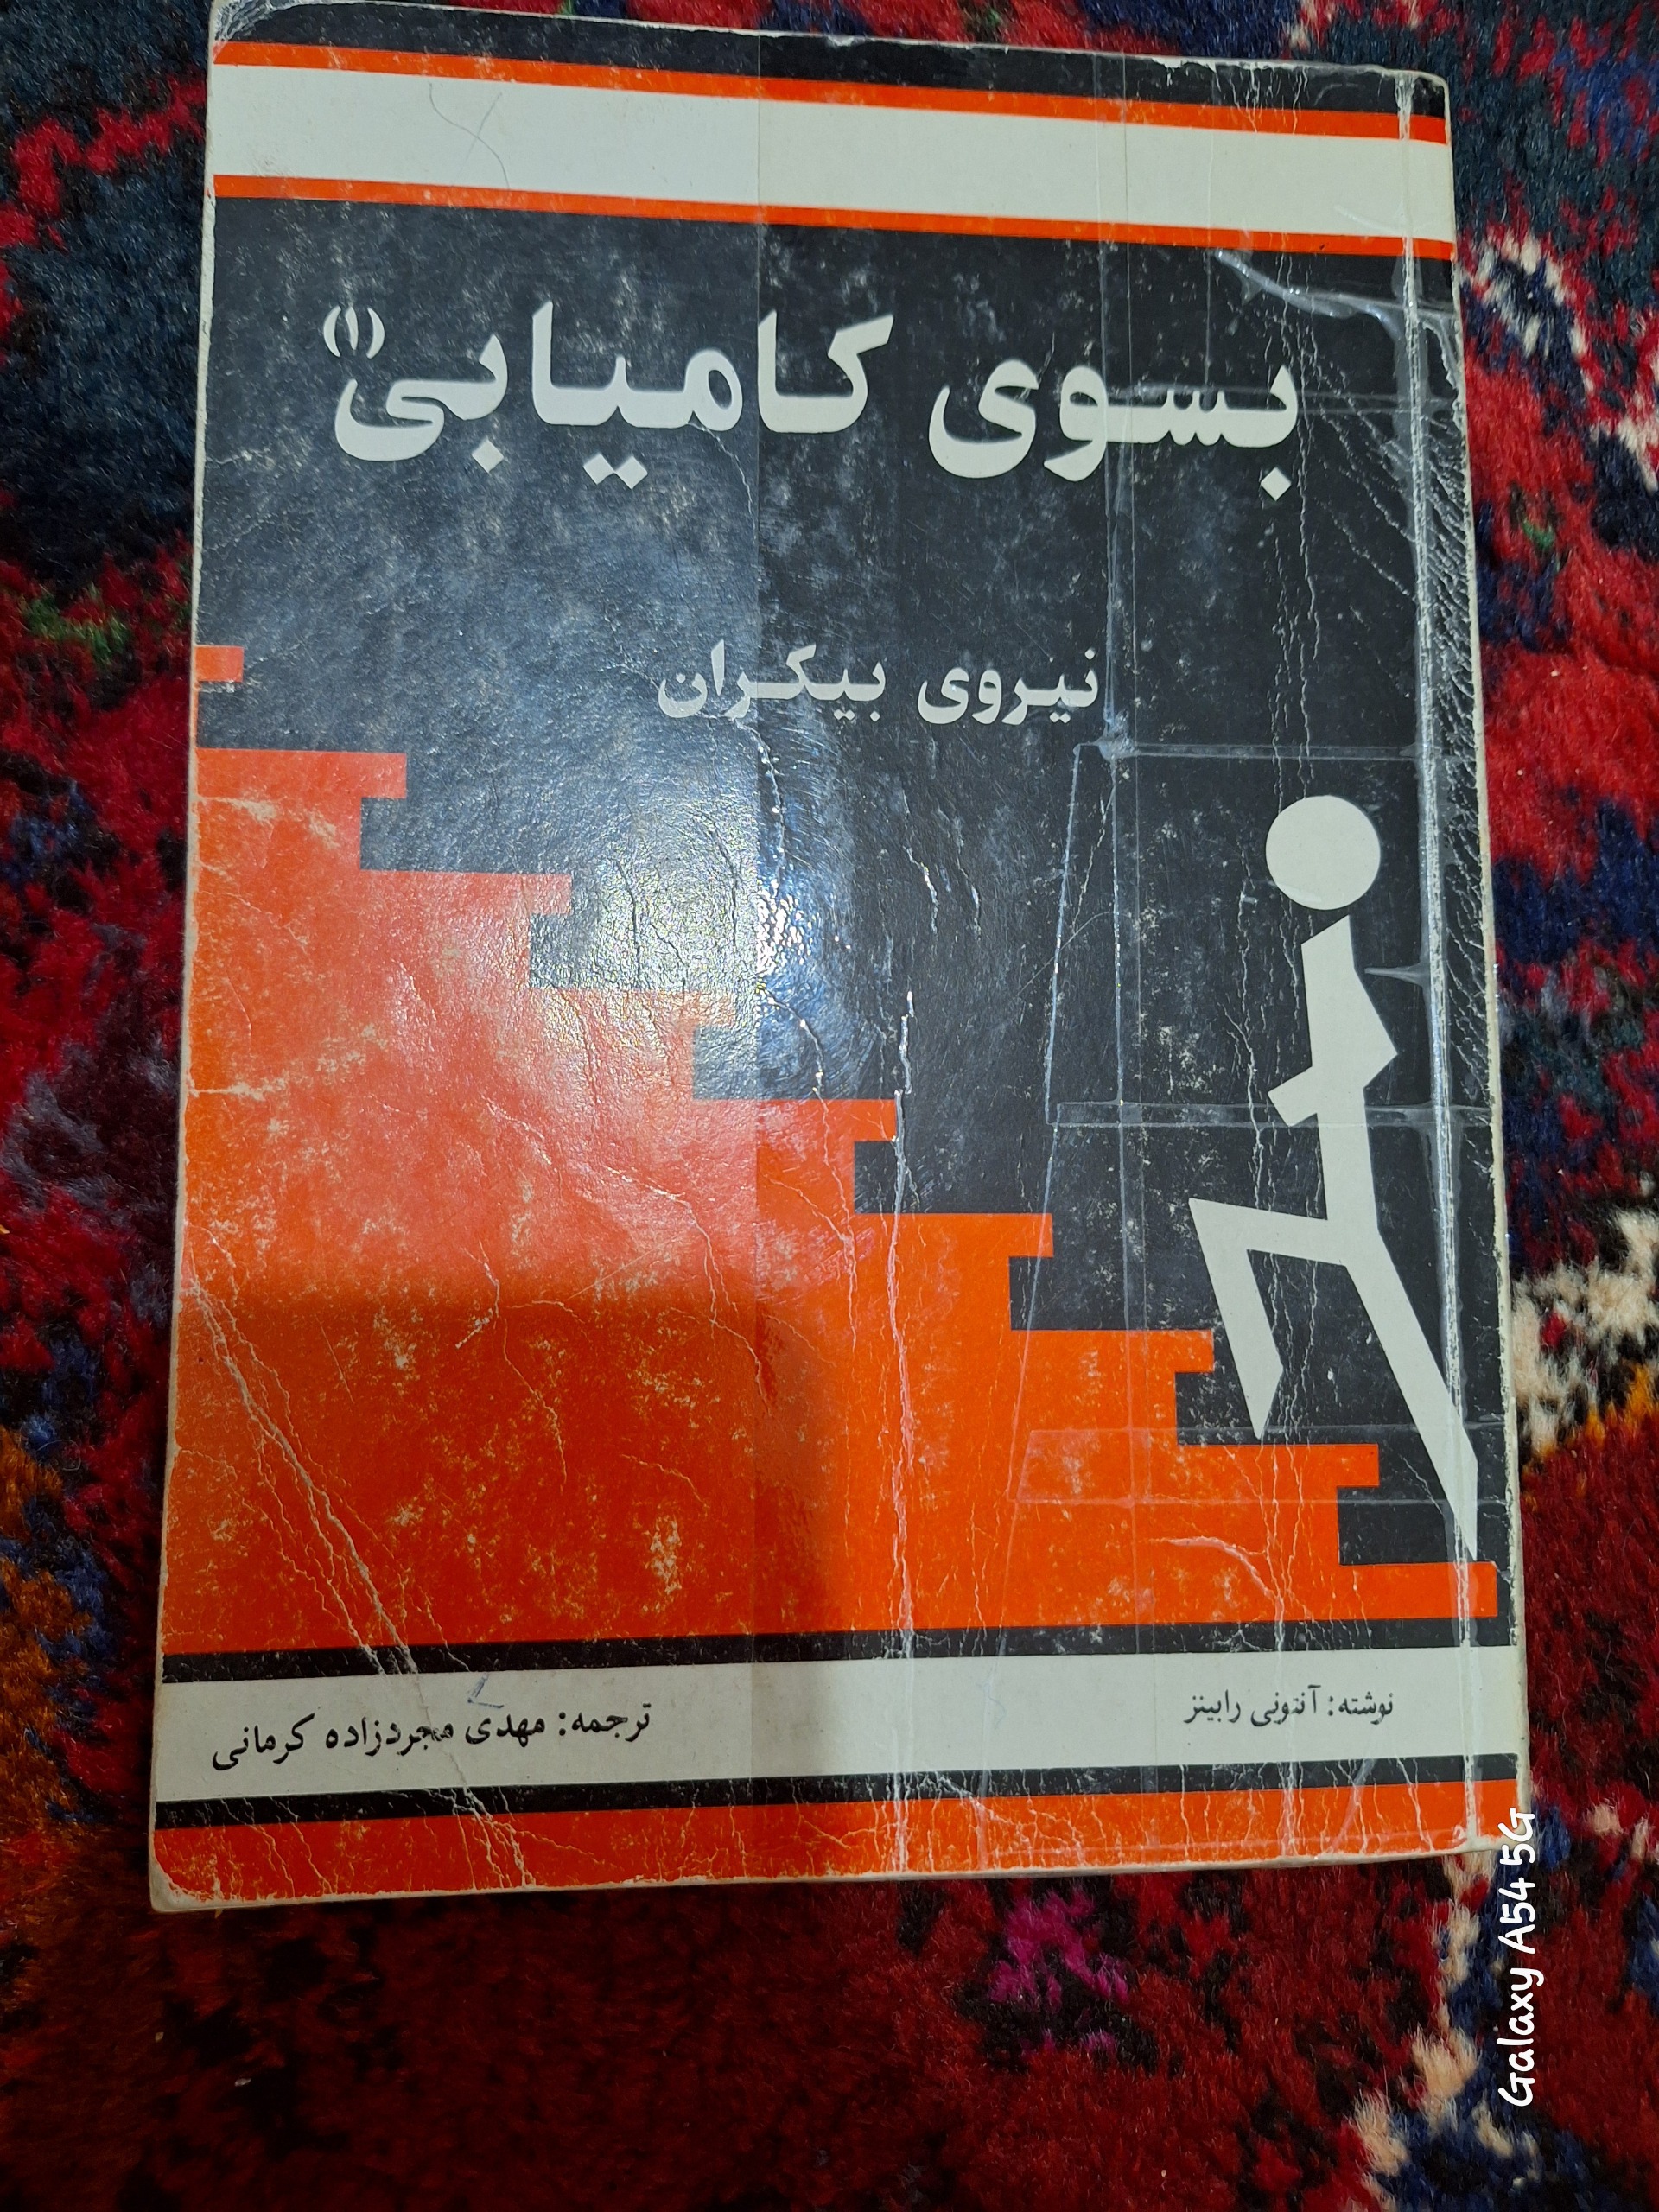 بسوی کامیابی (۱)
نیروی بیکران
نوشته: آنتونی رابینز
ترجمه: مهدی مجردزاده کرمانی
Galaxy A54 5G